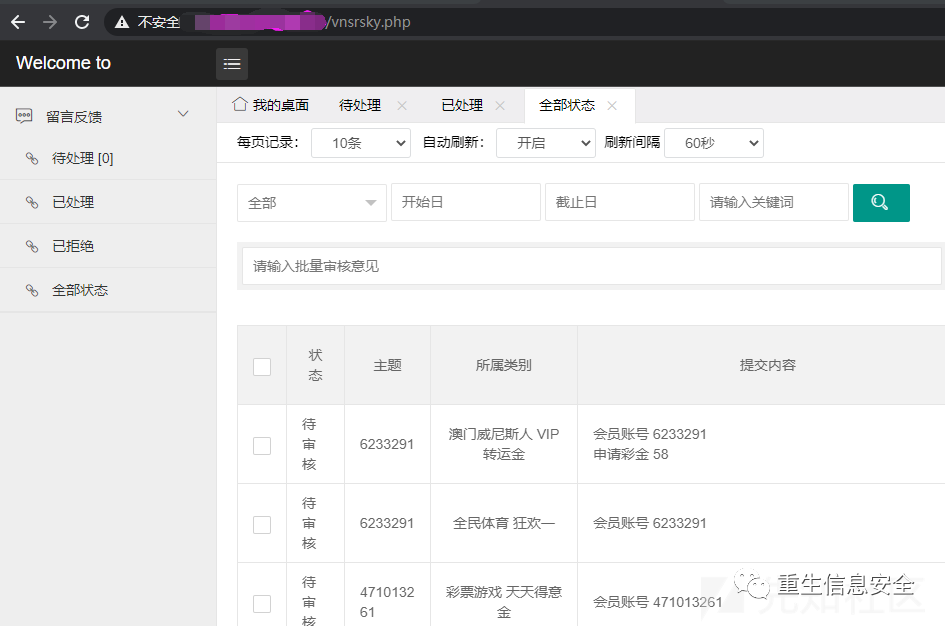 不安全
/vnsrsky.php
Welcome to
留言反馈
待处理 [0]
已处理
已拒绝
全部状态
我的桌面 待处理 已处理 全部状态
每页记录: 10条 自动刷新: 开启 刷新间隔 60秒
全部 开始日 截止日 请输入关键词
请输入批量审核意见
状
态
主题
所属类别
提交内容
待
审
核
6233291
澳门威尼斯人 VIP
转运金
会员账号 6233291
申请彩金 58
待
审
核
6233291
全民体育 狂欢一
会员账号 6233291
待
审
核
4710132
61
彩票游戏 天天得意
金
会员账号 471013261
重生信息安全
先知社区